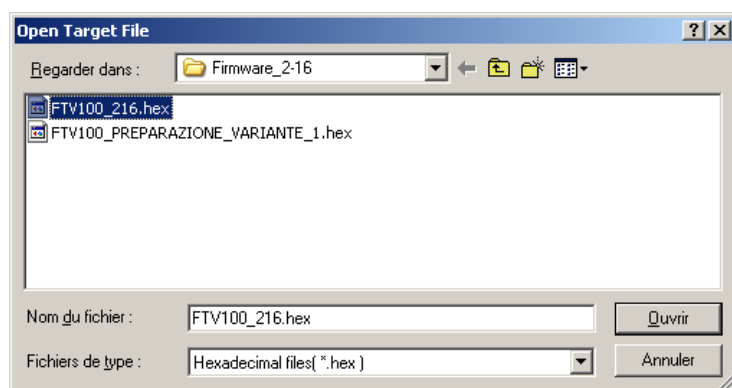 Open Target File
Regarder dans : Firmware_2-16
FTV100_216.hex
FTV100_PREPARAZIONE_VARIANTE_1.hex
Nom du fichier : FTV100_216.hex Ouvrir
Fichiers de type : Hexadecimal files( *.hex ) Annuler